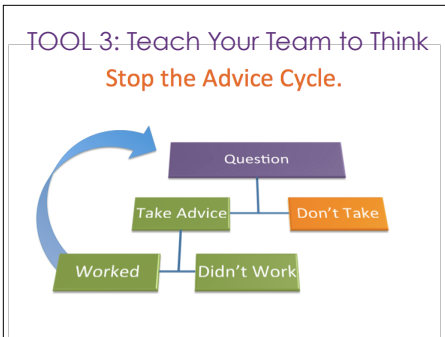 TOOL 3: Teach Your Team to Think
Stop the Advice Cycle.
Question
Take Advice
Don't Take
Worked
Didn't Work